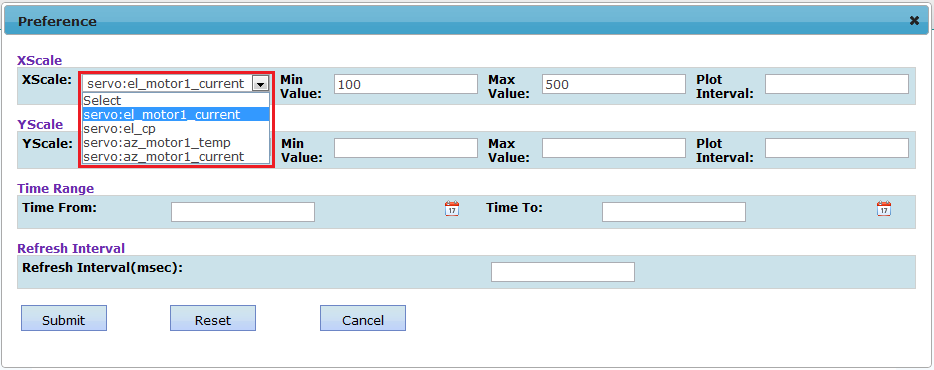 Preference
XScale
XScale: servo:el_motor1_current Min Value: 100 Max Value: 500 Plot Interval:
Select
servo:el_motor1_current
servo:el_cp
servo:az_motor1_temp
servo:az_motor1_current
YScale
YScale: Min Value: Max Value: Plot Interval:
Time Range
Time From: 17 Time To: 17
Refresh Interval
Refresh Interval(msec):
Submit Reset Cancel